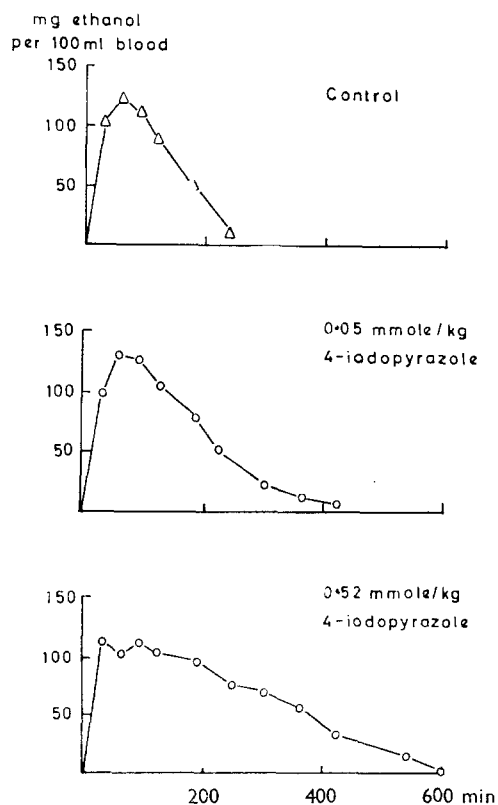 mg ethanol
per 100ml blood
150
100
50
Control
150
100
50
0·05 mmole/kg
4-iodopyrazole
150
100
50
0·52 mmole/kg
4-iodopyrazole
200
400
600 min